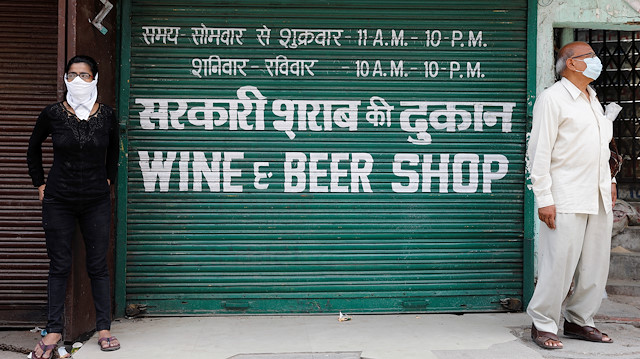 समय - सोमवार से शुक्रवार - 11 A.M. - 10 P.M.
शनिवार - रविवार 10 A.M. - 10 P.M.
सरकारी शराब की दुकान
WINE & BEER SHOP